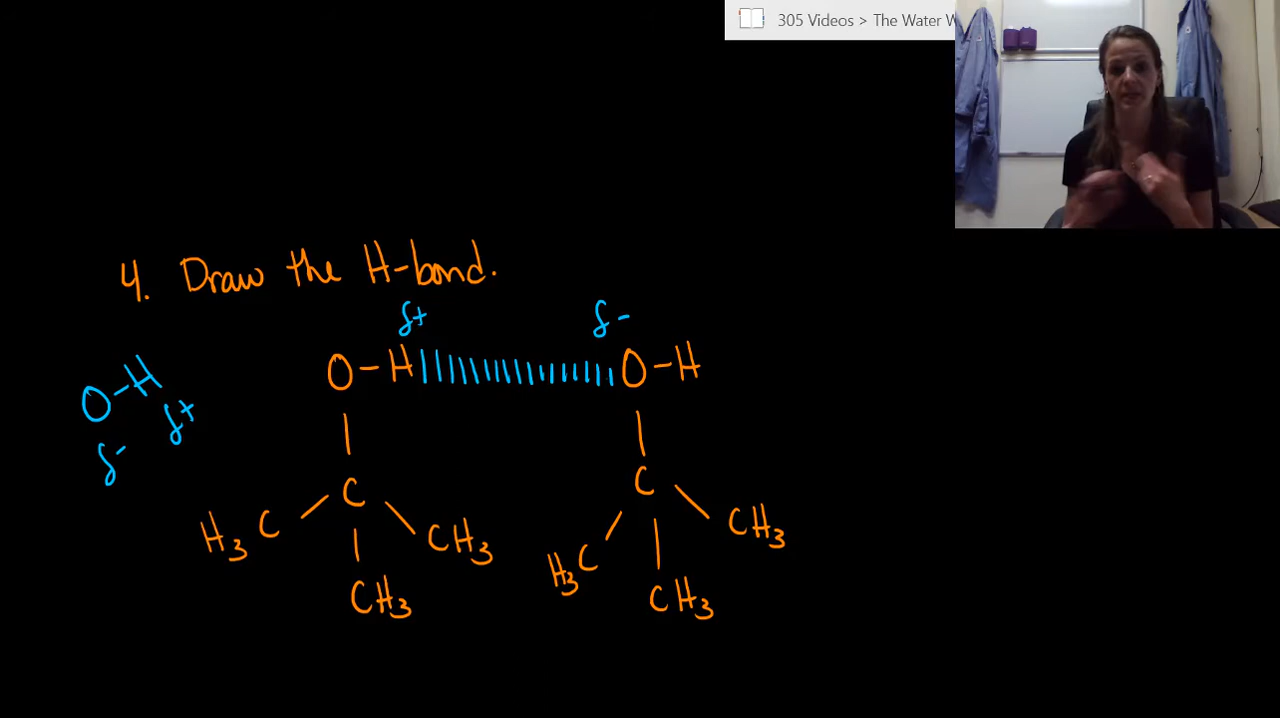 305 Videos > The Water W
4. Draw the H-bond.
δ+ δ-
O-H O-H
O-H
δ+
δ-
C C
H3C CH3 H3C CH3
CH3 CH3